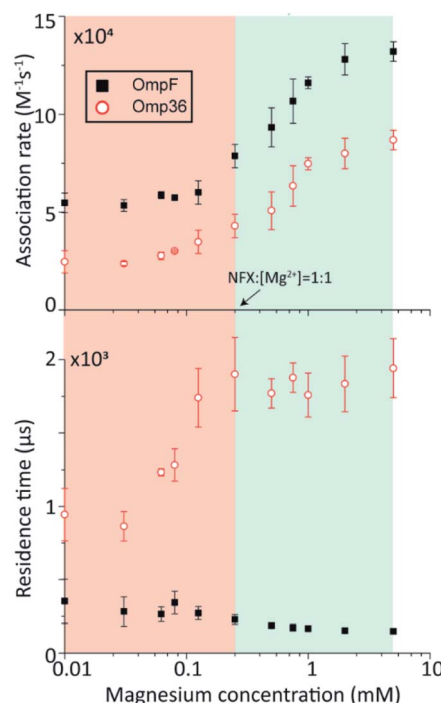 x10⁴
OmpF
Omp36
Association rate (M⁻¹s⁻¹)
15
10
5
0
NFX:[Mg²⁺]=1:1
x10³
Residence time (µs)
2
1
0
0.01
0.1
1
10
Magnesium concentration (mM)